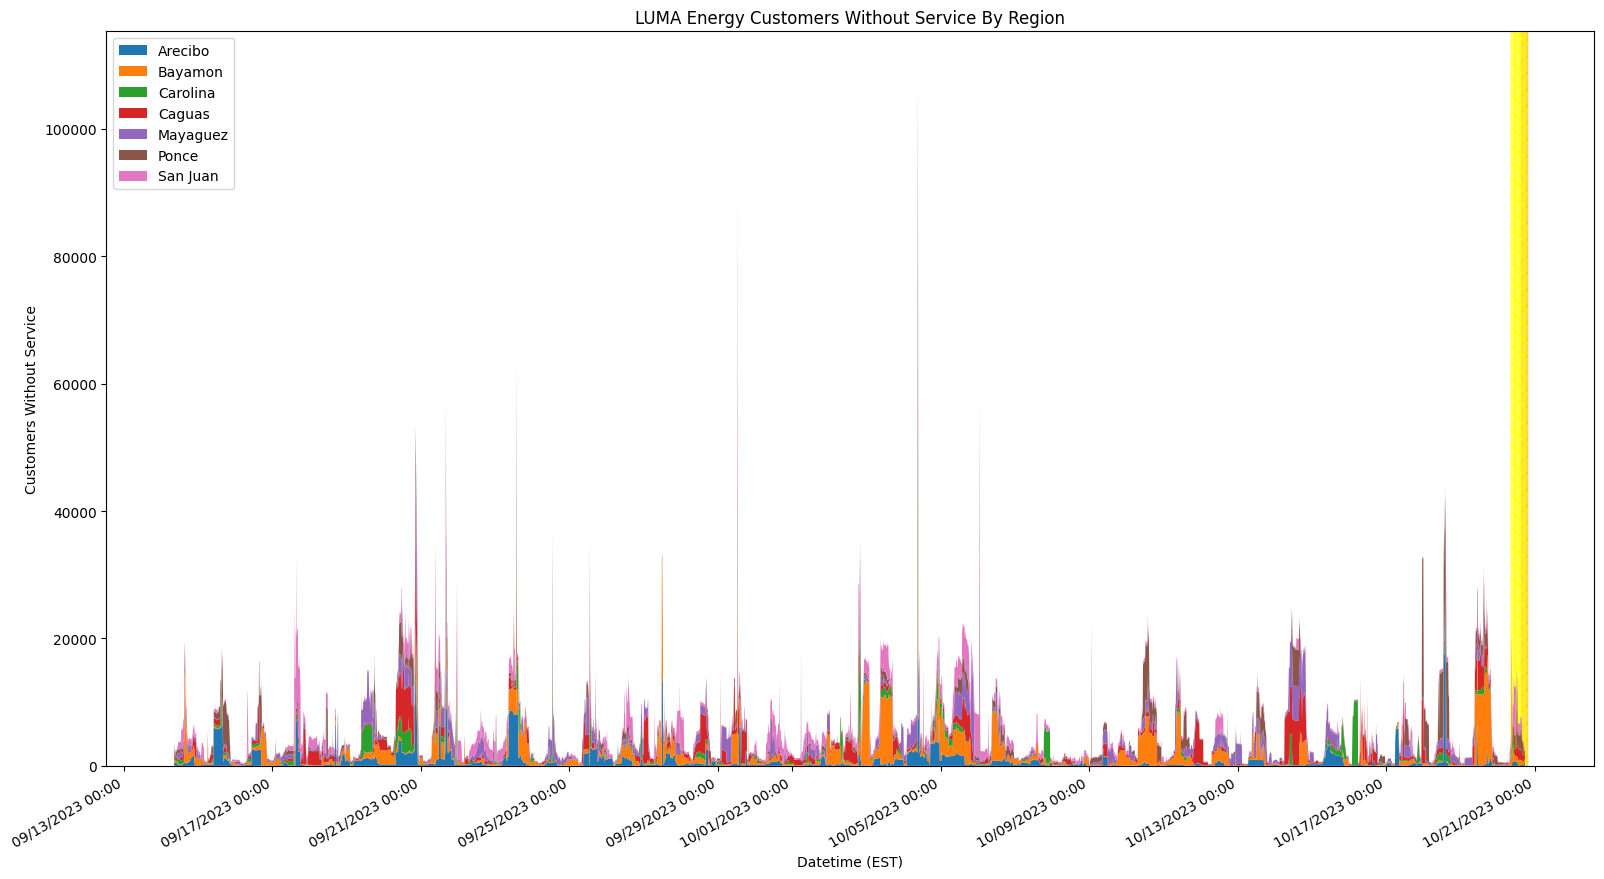 LUMA Energy Customers Without Service By Region
Arecibo
Bayamon
Carolina
Caguas
Mayaguez
Ponce
San Juan
100000
80000
60000
40000
20000
0
Customers Without Service
09/13/2023 00:00
09/17/2023 00:00
09/21/2023 00:00
09/25/2023 00:00
09/29/2023 00:00
10/01/2023 00:00
10/05/2023 00:00
10/09/2023 00:00
10/13/2023 00:00
10/17/2023 00:00
10/21/2023 00:00
Datetime (EST)